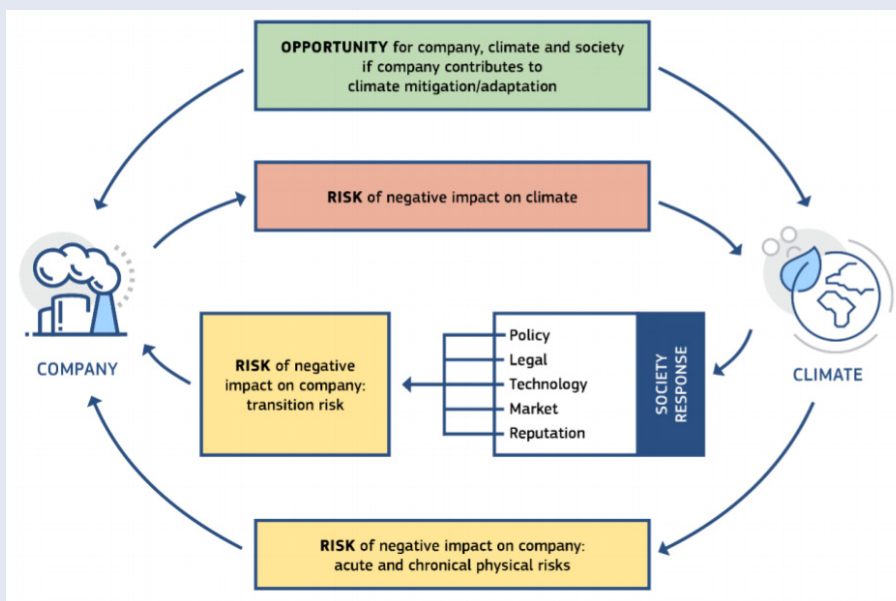 OPPORTUNITY for company, climate and society
if company contributes to
climate mitigation/adaptation
RISK of negative impact on climate
COMPANY
RISK of negative
impact on company:
transition risk
Policy
Legal
Technology
Market
Reputation
SOCIETY
RESPONSE
CLIMATE
RISK of negative impact on company:
acute and chronical physical risks